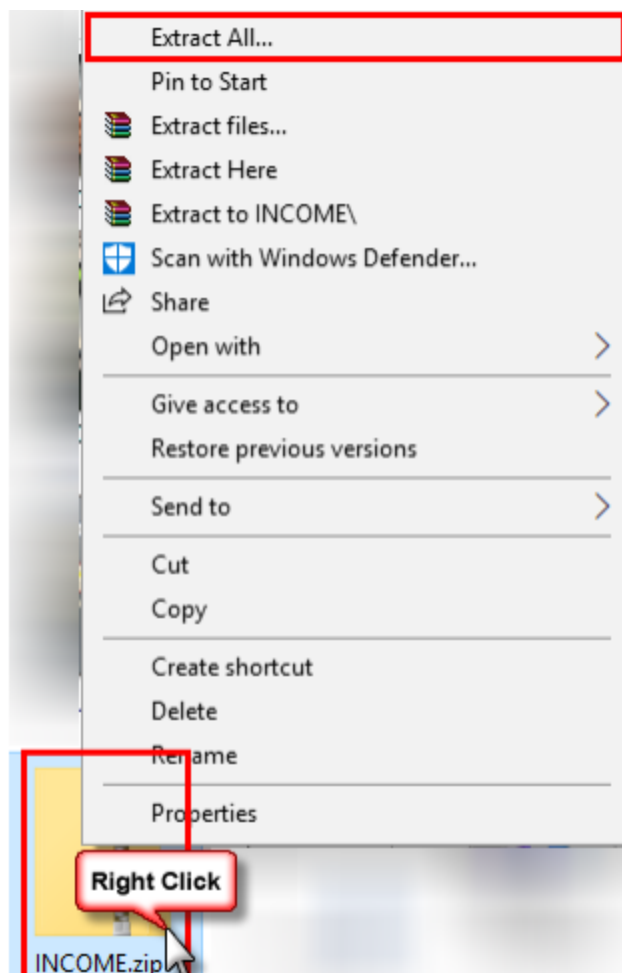 Extract All...
Pin to Start
Extract files...
Extract Here
Extract to INCOME\
Scan with Windows Defender...
Share
Open with
Give access to
Restore previous versions
Send to
Cut
Copy
Create shortcut
Delete
Rename
Properties
Right Click
INCOME.zip